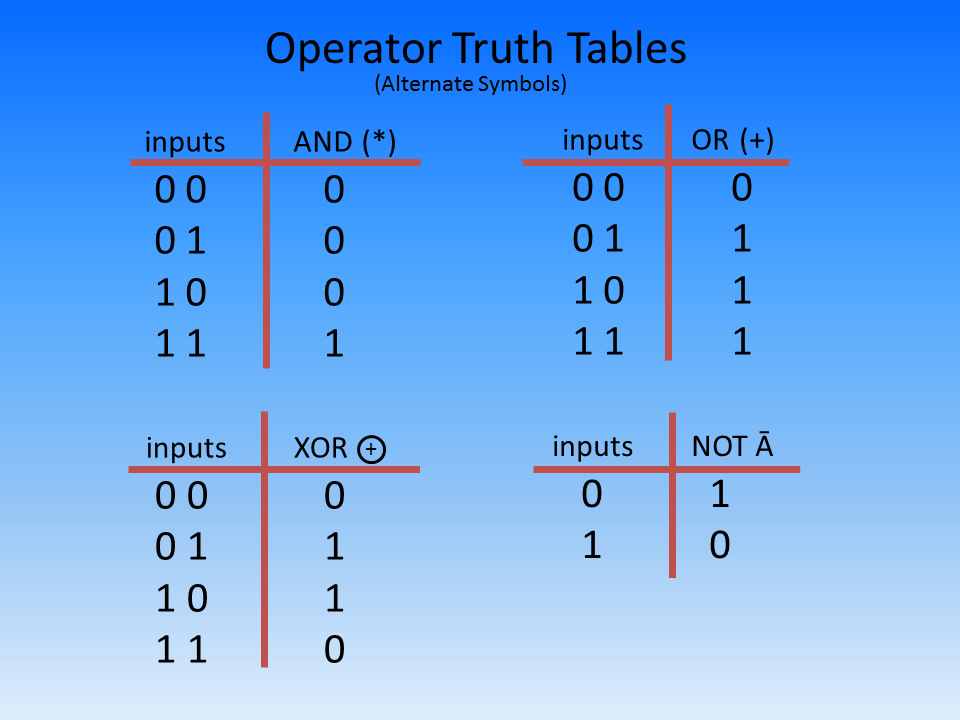 Operator Truth Tables
(Alternate Symbols)
inputs AND (*)
0 0 0
0 1 0
1 0 0
1 1 1
inputs OR (+)
0 0 0
0 1 1
1 0 1
1 1 1
inputs XOR ⊕
0 0 0
0 1 1
1 0 1
1 1 0
inputs NOT Ā
0 1
1 0